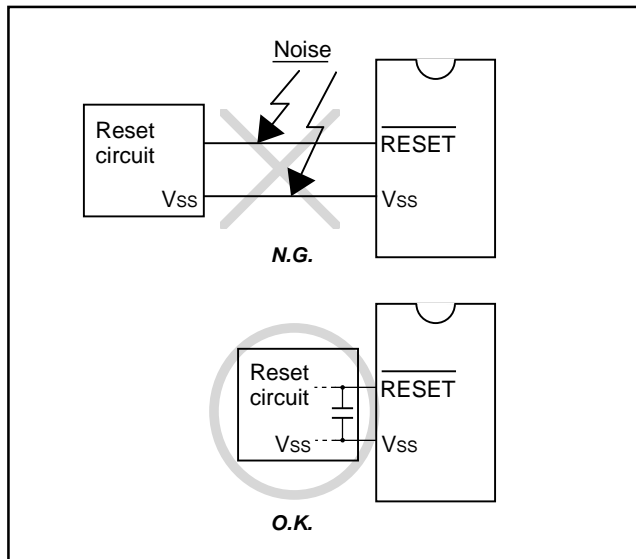 Noise
Reset
circuit
RESET
Vss
Vss
N.G.
Reset
circuit
RESET
Vss
Vss
O.K.